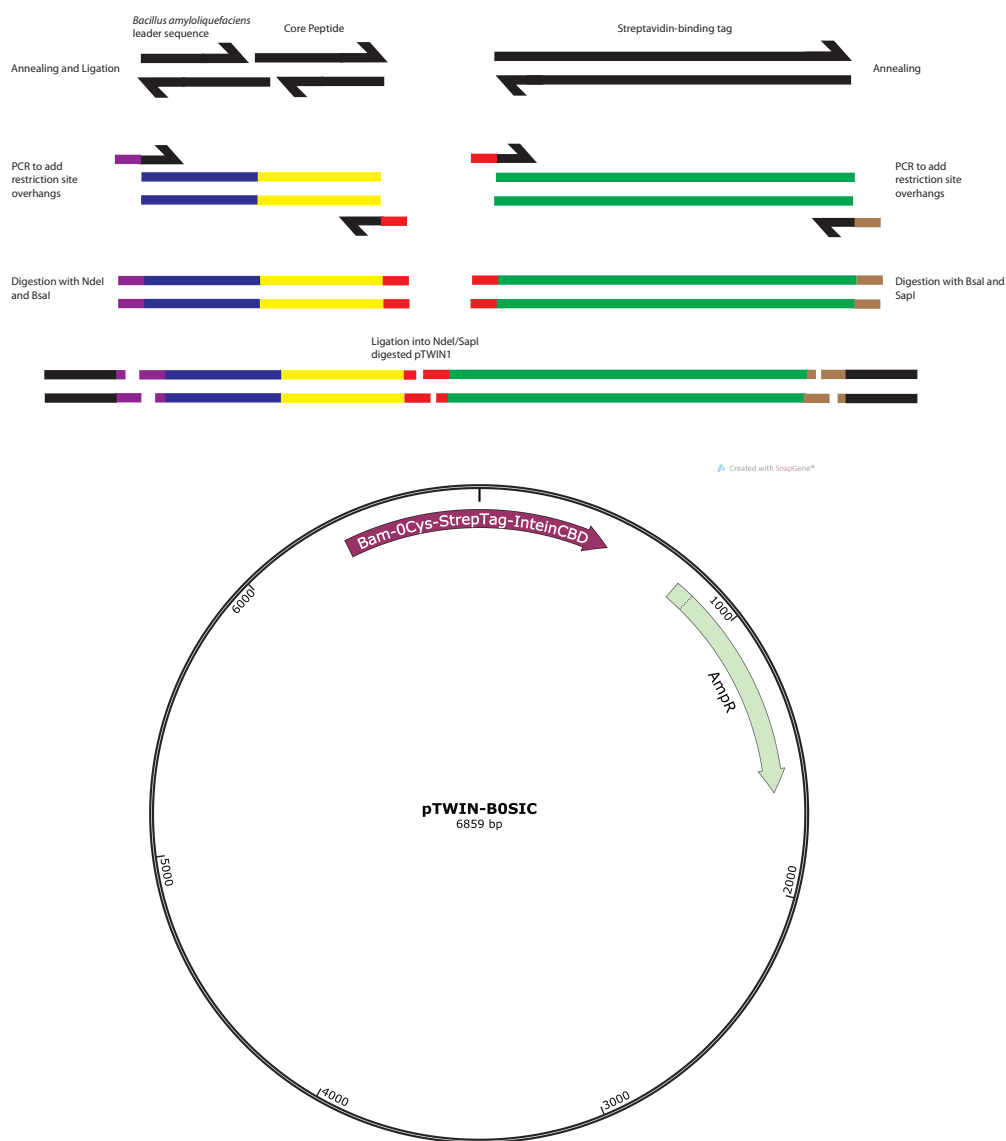 Bacillus amyloliquefaciens
leader sequence
Core Peptide
Streptavidin-binding tag
Annealing and Ligation
Annealing
PCR to add
restriction site
overhangs
PCR to add
restriction site
overhangs
Digestion with NdeI
and BsaI
Digestion with BsaI and
SapI
Ligation into NdeI/SapI
digested pTWIN1
Created with SnapGene®
Bam-0Cys-StrepTag-InteinCBD
6000
1000
AmpR
pTWIN-B0SIC
6859 bp
5000
2000
4000
3000